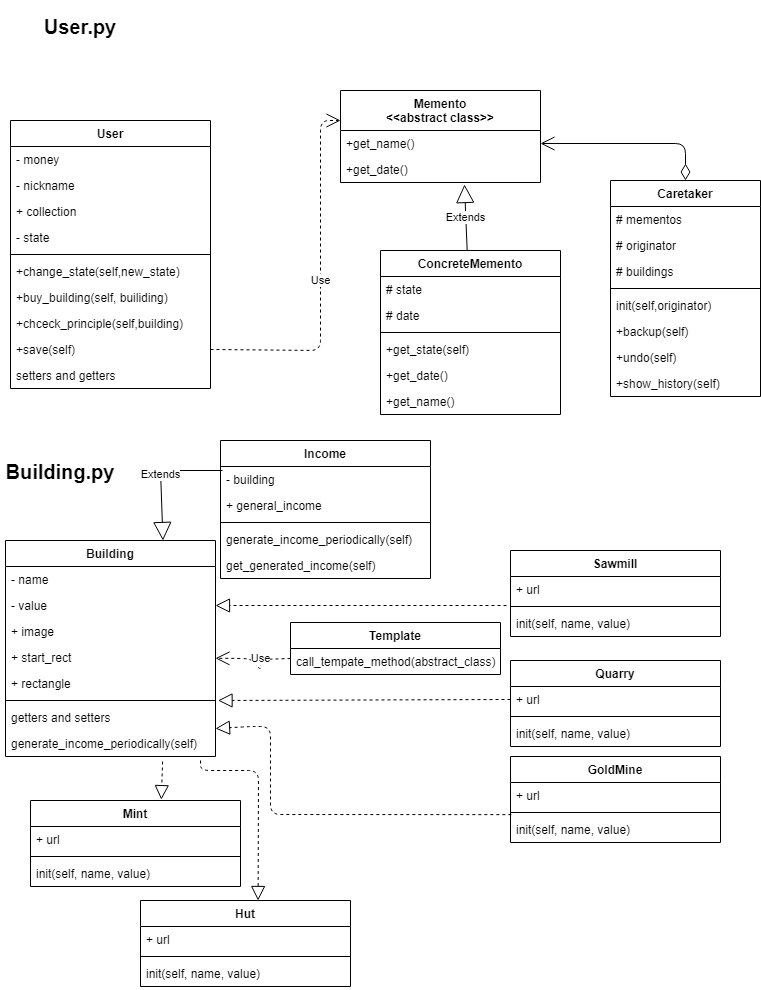 User.py
User
- money
- nickname
+ collection
- state
+change_state(self,new_state)
+buy_building(self, builiding)
+chceck_principle(self,building)
+save(self)
setters and getters
Use
Memento
<<abstract class>>
+get_name()
+get_date()
Extends
ConcreteMemento
# state
# date
+get_state(self)
+get_date()
+get_name()
Caretaker
# mementos
# originator
# buildings
init(self,originator)
+backup(self)
+undo(self)
+show_history(self)
Building.py
Extends
Income
- building
+ general_income
generate_income_periodically(self)
get_generated_income(self)
Building
- name
- value
+ image
+ start_rect
+ rectangle
getters and setters
generate_income_periodically(self)
Use
Template
call_tempate_method(abstract_class)
Sawmill
+ url
init(self, name, value)
Quarry
+ url
init(self, name, value)
GoldMine
+ url
init(self, name, value)
Mint
+ url
init(self, name, value)
Hut
+ url
init(self, name, value)